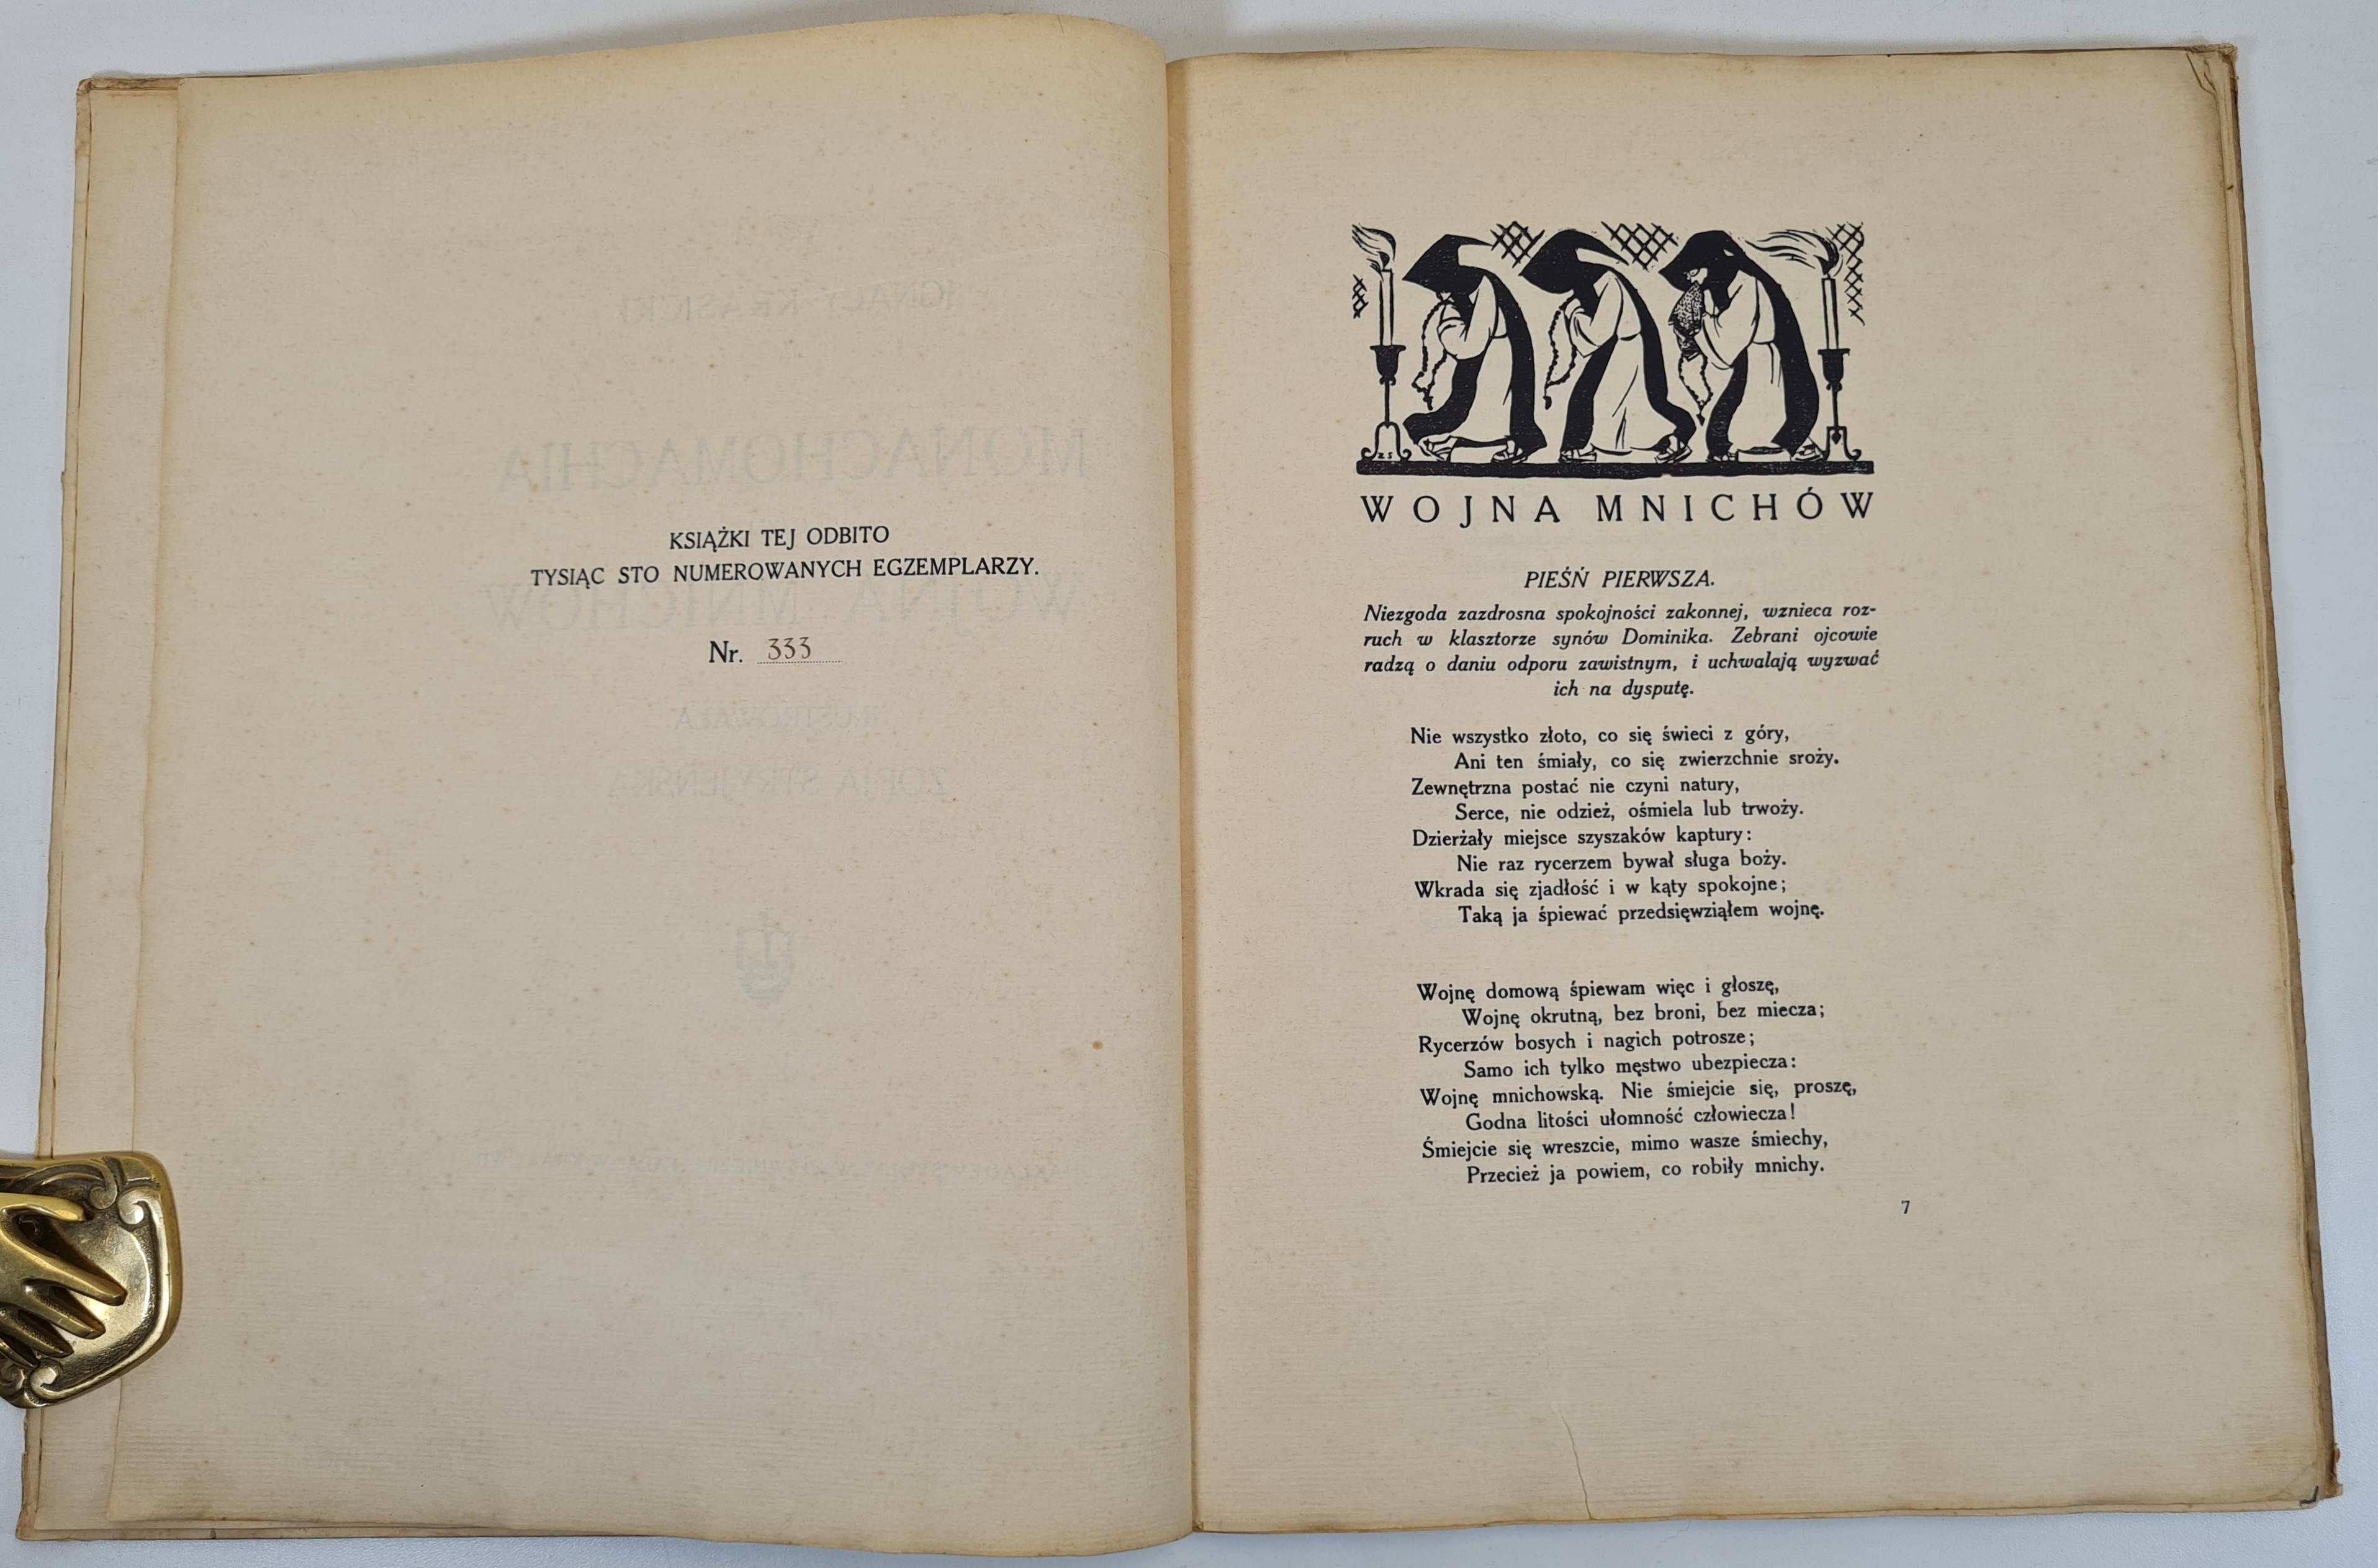 KSIĄŻKI TEJ ODBITO
TYSIĄC STO NUMEROWANYCH EGZEMPLARZY.
Nr. 333
WOJNA MNICHÓW
PIEŚŃ PIERWSZA.
Niezgoda zazdrosna spokojności zakonnej, wznieca roz-
ruch w klasztorze synów Dominika. Zebrani ojcowie
radzą o daniu odporu zawistnym, i uchwalają wyzwać
ich na dysputę.
Nie wszystko złoto, co się świeci z góry,
Ani ten śmiały, co się zwierzchnie sroży.
Zewnętrzna postać nie czyni natury,
Serce, nie odzież, ośmiela lub trwoży.
Dzierżały miejsce szyszaków kaptury:
Nie raz rycerzem bywał sługa boży.
Wkrada się zjadłość i w kąty spokojne;
Taką ja śpiewać przedsięwziąłem wojnę.
Wojnę domową śpiewam więc i głoszę,
Wojnę okrutną, bez broni, bez miecza;
Rycerzów bosych i nagich potrosze;
Samo ich tylko męstwo ubezpiecza:
Wojnę mnichowską. Nie śmiejcie się, proszę,
Godna litości ułomność człowiecza!
Śmiejcie się wreszcie, mimo wasze śmiechy,
Przecież ja powiem, co robiły mnichy.
7